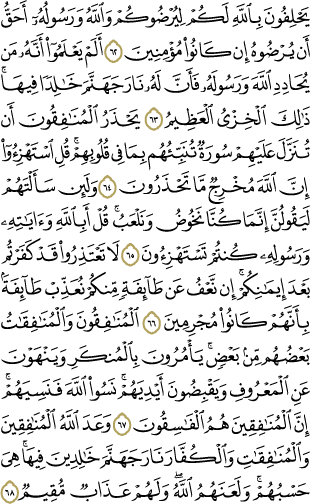 يَحْلِفُونَ بِٱللَّهِ لَكُمْ لِيُرْضُوكُمْ وَٱللَّهُ وَرَسُولُهُۥٓ أَحَقُّ
أَن يُرْضُوهُ إِن كَانُوا۟ مُؤْمِنِينَ ٦٢ أَلَمْ يَعْلَمُوٓا۟ أَنَّهُۥ مَن
يُحَادِدِ ٱللَّهَ وَرَسُولَهُۥ فَأَنَّ لَهُۥ نَارَ جَهَنَّمَ خَٰلِدًا فِيهَا ۚ
ذَٰلِكَ ٱلْخِزْىُ ٱلْعَظِيمُ ٦٣ يَحْذَرُ ٱلْمُنَٰفِقُونَ أَن
تُنَزَّلَ عَلَيْهِمْ سُورَةٌ تُنَبِّئُهُم بِمَا فِى قُلُوبِهِمْ ۚ قُلِ ٱسْتَهْزِءُوٓا۟
إِنَّ ٱللَّهَ مُخْرِجٌ مَّا تَحْذَرُونَ ٦٤ وَلَئِن سَأَلْتَهُمْ
لَيَقُولُنَّ إِنَّمَا كُنَّا نَخُوضُ وَنَلْعَبُ ۚ قُلْ أَبِٱللَّهِ وَءَايَٰتِهِۦ
وَرَسُولِهِۦ كُنتُمْ تَسْتَهْزِءُونَ ٦٥ لَا تَعْتَذِرُوا۟ قَدْ كَفَرْتُم
بَعْدَ إِيمَٰنِكُمْ ۚ إِن نَّعْفُ عَن طَآئِفَةٍ مِّنكُمْ نُعَذِّبْ طَآئِفَةًۢ
بِأَنَّهُمْ كَانُوا۟ مُجْرِمِينَ ٦٦ ٱلْمُنَٰفِقُونَ وَٱلْمُنَٰفِقَٰتُ
بَعْضُهُم مِّنۢ بَعْضٍ ۚ يَأْمُرُونَ بِٱلْمُنكَرِ وَيَنْهَوْنَ
عَنِ ٱلْمَعْرُوفِ وَيَقْبِضُونَ أَيْدِيَهُمْ ۚ نَسُوا۟ ٱللَّهَ فَنَسِيَهُمْ ۗ
إِنَّ ٱلْمُنَٰفِقِينَ هُمُ ٱلْفَٰسِقُونَ ٦٧ وَعَدَ ٱللَّهُ ٱلْمُنَٰفِقِينَ
وَٱلْمُنَٰفِقَٰتِ وَٱلْكُفَّارَ نَارَ جَهَنَّمَ خَٰلِدِينَ فِيهَا ۚ هِىَ
حَسْبُهُمْ ۚ وَلَعَنَهُمُ ٱللَّهُ ۖ وَلَهُمْ عَذَابٌ مُّقِيمٌ ٦٨